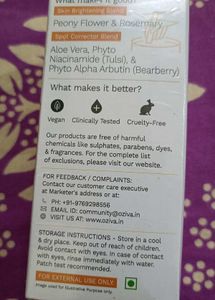 What makes it good?
Skin Brightening Blend
Peony Flower & Rosemary
Spot Corrector Blend
Aloe Vera, Phyto
Niacinamide (Tulsi), &
Phyto Alpha Arbutin (Bearberry)
What makes it better?
Vegan Clinically Tested Cruelty-Free
Our products are free of harmful
chemicals like sulphates, parabens, dyes,
& fragrances. For the complete list
of exclusions, please visit our website.
FOR FEEDBACK / COMPLAINTS:
Contact our customer care executive
at Marketer's address or at:
PH: +91-9769298556
EMAIL ID: community@oziva.in
VISIT US AT: www.oziva.in
STORAGE INSTRUCTIONS - Store in a cool
& dry place. Keep out of reach of children.
Avoid contact with eyes. In case of contact
with eyes, rinse immediately with water.
Patch test recommended.
FOR EXTERNAL USE ONLY
Image used for Illustrative Purpose only.